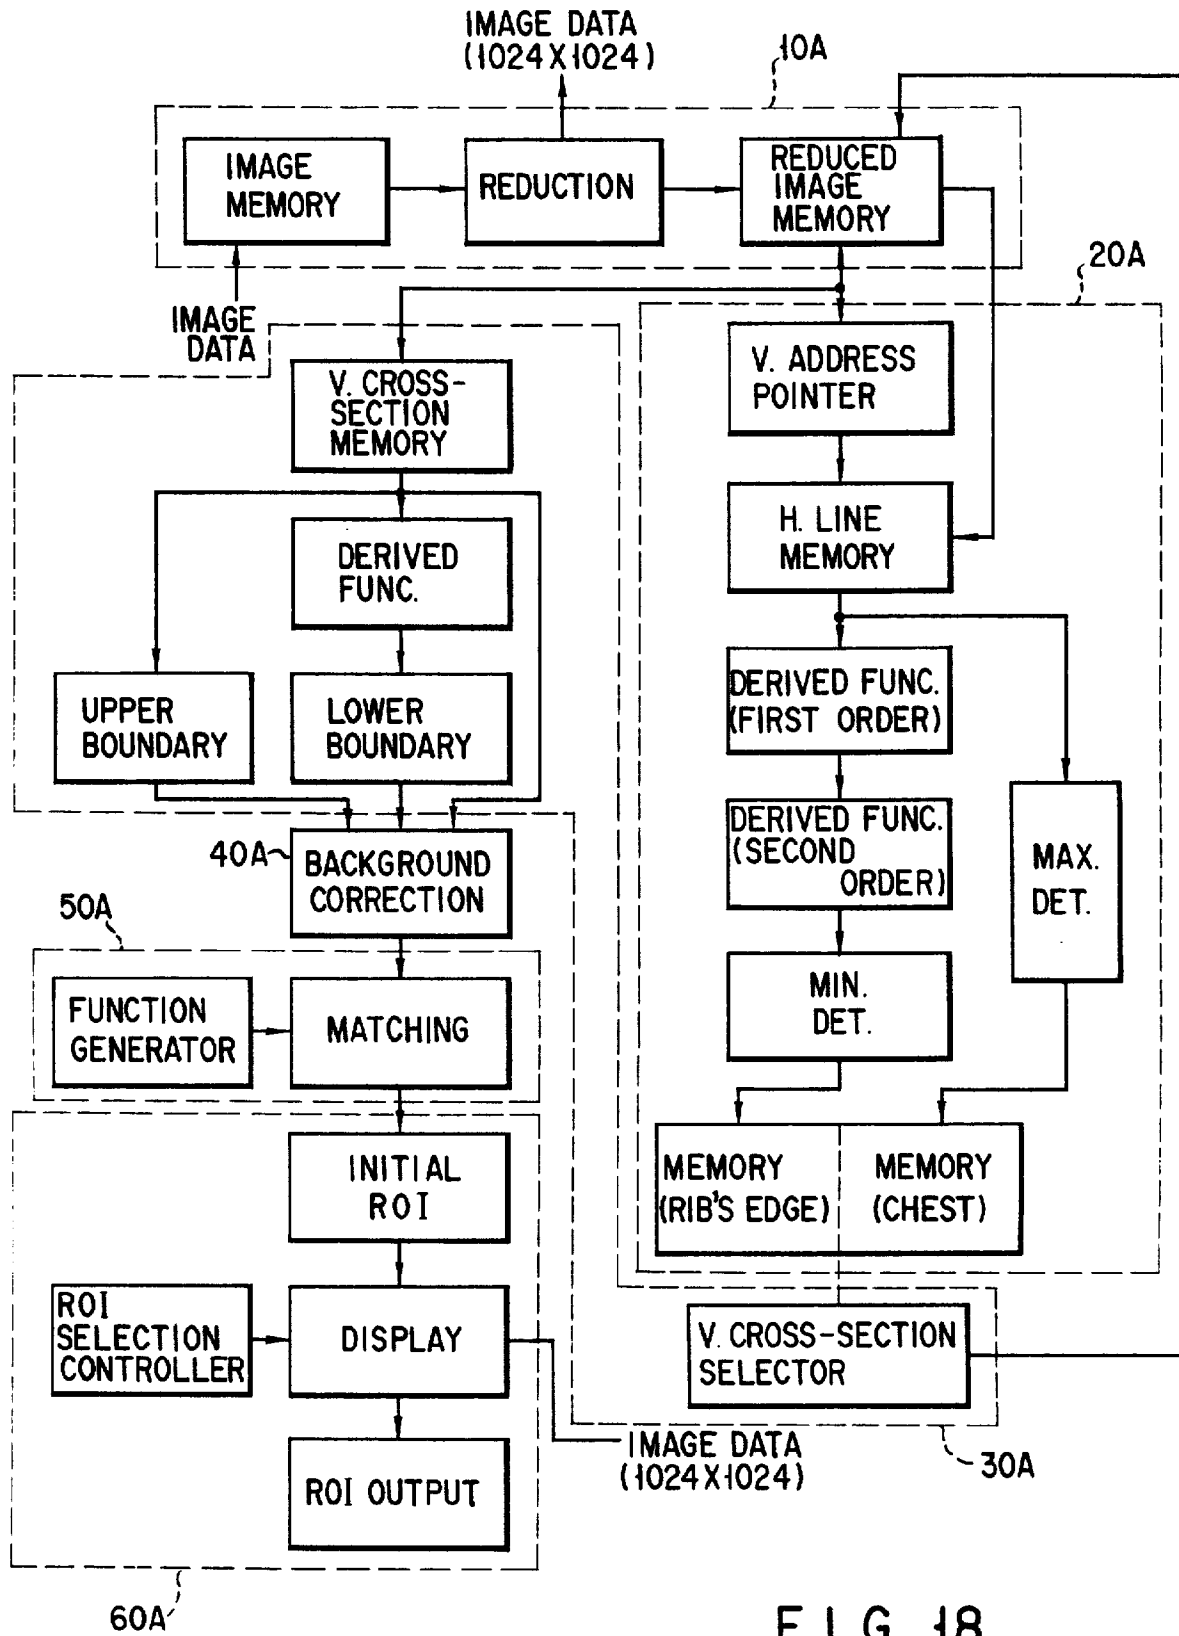 IMAGE DATA
(1024X1024)
10A
IMAGE
MEMORY
REDUCTION
REDUCED
IMAGE
MEMORY
IMAGE
DATA
20A
V. CROSS-
SECTION
MEMORY
V. ADDRESS
POINTER
H. LINE
MEMORY
DERIVED
FUNC.
UPPER
BOUNDARY
LOWER
BOUNDARY
DERIVED FUNC.
(FIRST ORDER)
DERIVED FUNC.
(SECOND
ORDER)
MAX.
DET.
40A
BACKGROUND
CORRECTION
50A
FUNCTION
GENERATOR
MATCHING
MIN.
DET.
INITIAL
ROI
MEMORY
(RIB'S EDGE)
MEMORY
(CHEST)
ROI
SELECTION
CONTROLLER
DISPLAY
V. CROSS-SECTION
SELECTOR
ROI OUTPUT
IMAGE DATA
(1024X1024)
30A
60A
FIG. 18